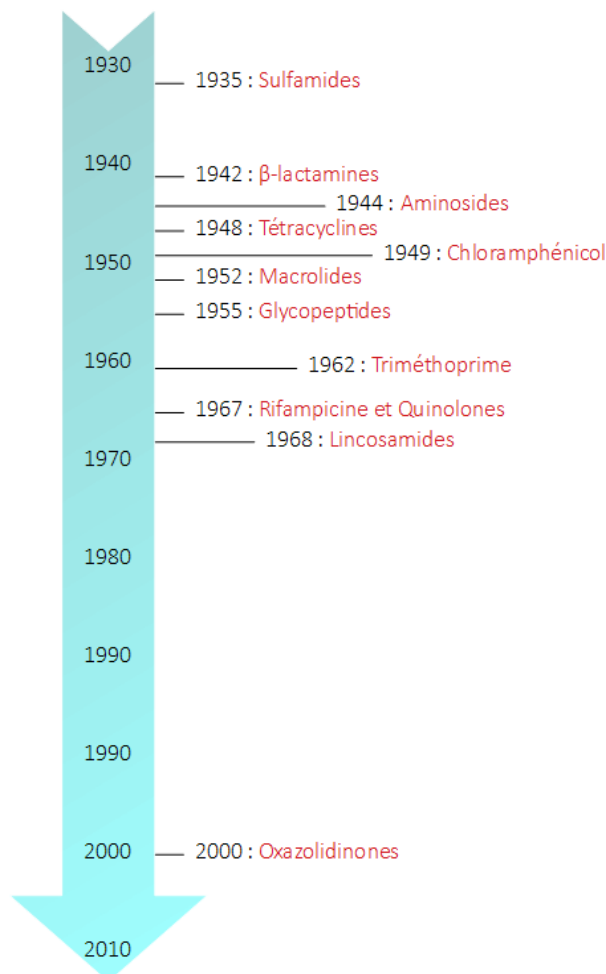 1930
1935 : Sulfamides
1940
1942 : β-lactamines
1944 : Aminosides
1948 : Tétracyclines
1949 : Chloramphénicol
1950
1952 : Macrolides
1955 : Glycopeptides
1960
1962 : Triméthoprime
1967 : Rifampicine et Quinolones
1968 : Lincosamides
1970
1980
1990
1990
2000
2000 : Oxazolidinones
2010